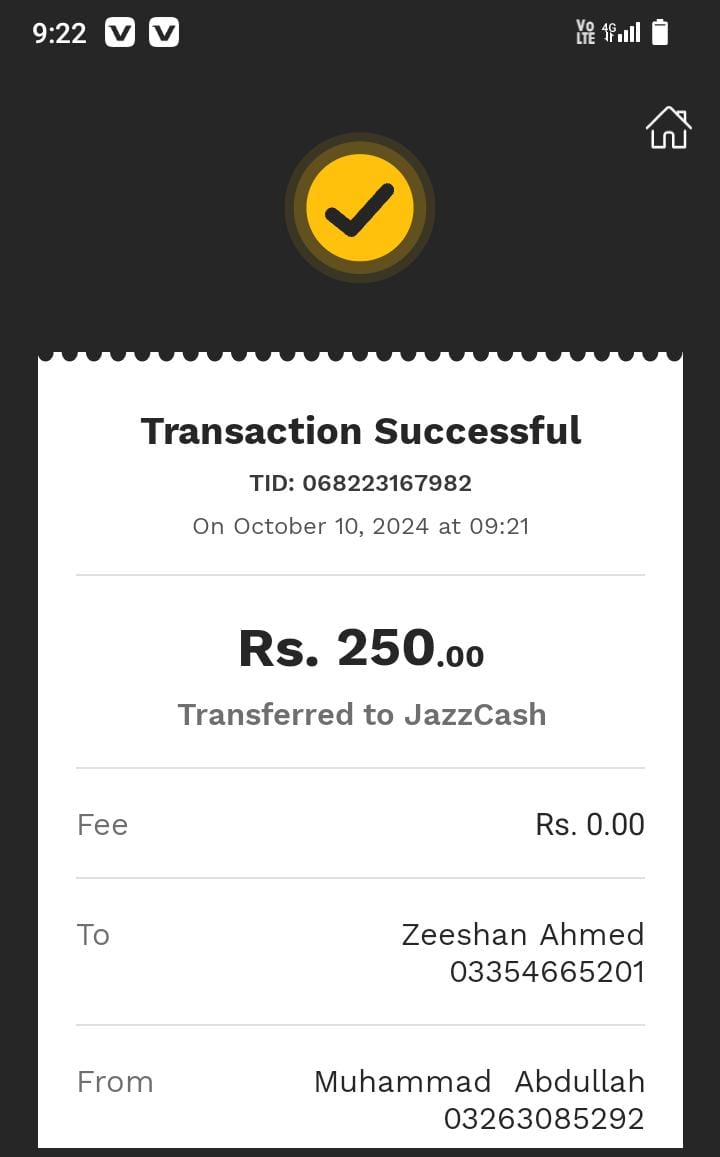 9:22
Vo
LTE
4G
Transaction Successful
TID: 068223167982
On October 10, 2024 at 09:21
Rs. 250.00
Transferred to JazzCash
Fee
Rs. 0.00
To
Zeeshan Ahmed
03354665201
From
Muhammad Abdullah
03263085292